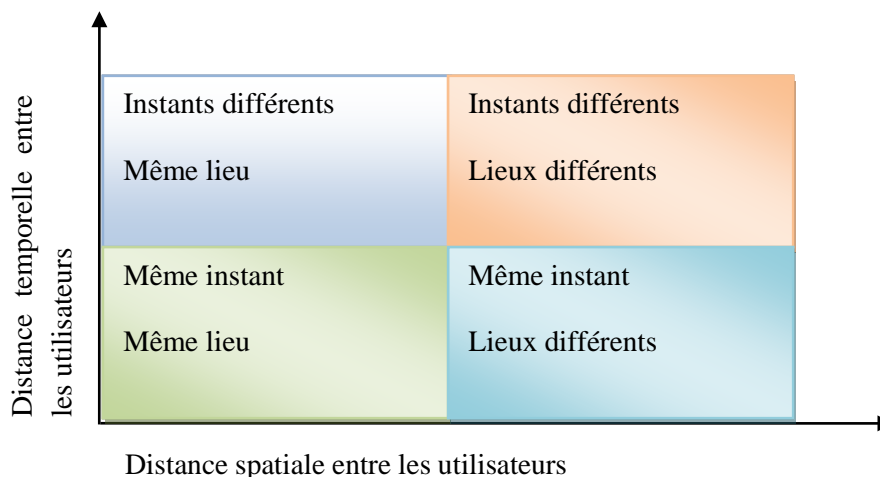 Distance temporelle entre
les utilisateurs
Instants différents
Même lieu
Instants différents
Lieux différents
Même instant
Même lieu
Même instant
Lieux différents
Distance spatiale entre les utilisateurs